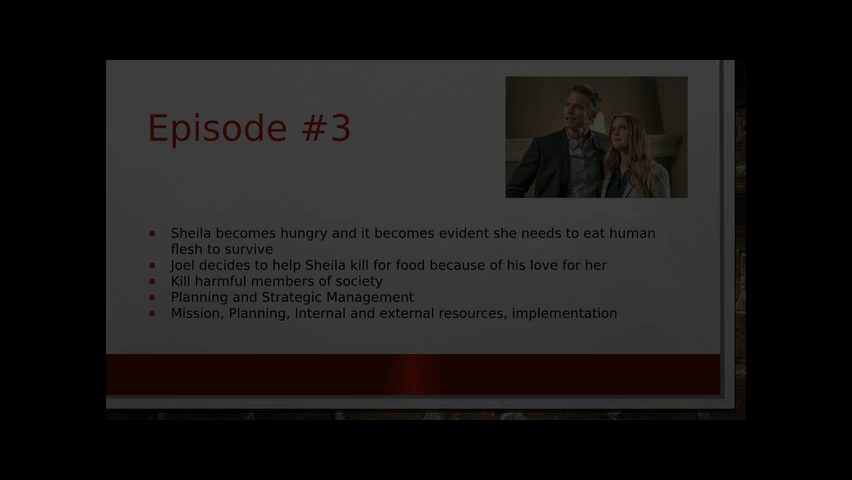 Episode #3
Sheila becomes hungry and it becomes evident she needs to eat human
flesh to survive
Joel decides to help Sheila kill for food because of his love for her
Kill harmful members of society
Planning and Strategic Management
Mission, Planning, Internal and external resources, implementation